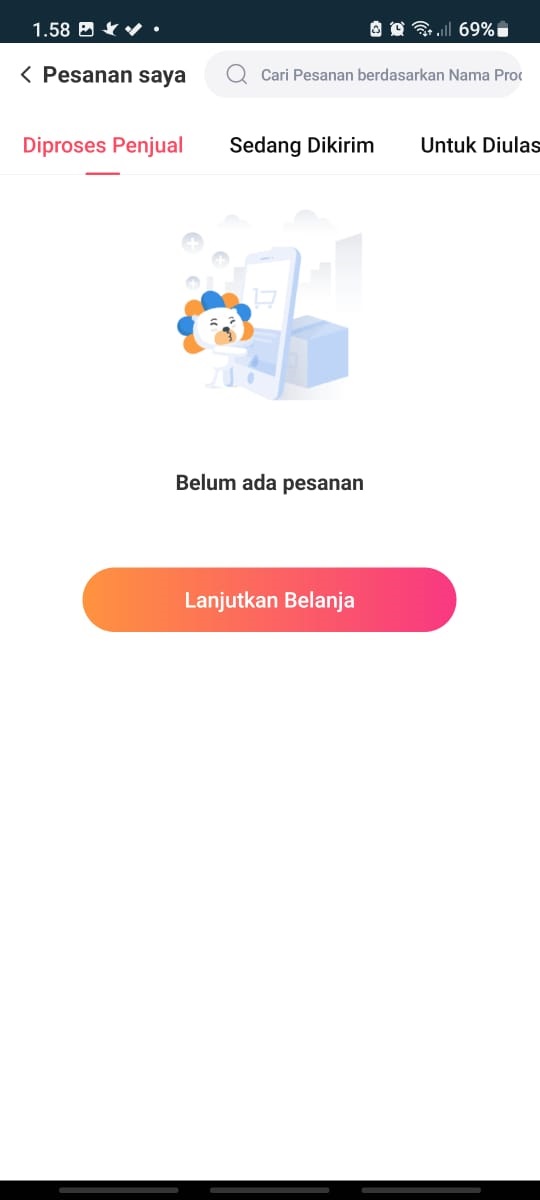 1.58
69%
Pesanan saya
Cari Pesanan berdasarkan Nama Proc
Diproses Penjual
Sedang Dikirim
Untuk Diulas
Belum ada pesanan
Lanjutkan Belanja